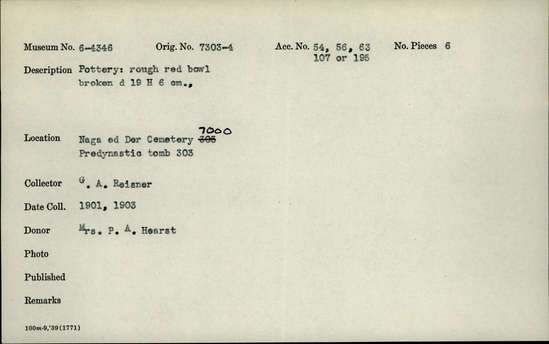 Museum No. 6-4346 Orig. No. 7303-4 Acc. No. 54, 56, 63 No. Pieces 6
107 or 195
Description Pottery: rough red bowl
broken d 19 H 6 cm.,
7000
Location Naga ed Der Cemetery 303
Predynastic tomb 303
Collector G. A. Reisner
Date Coll. 1901, 1903
Donor Mrs. P. A. Hearst
Photo
Published
Remarks
100m-9,'39(1771)